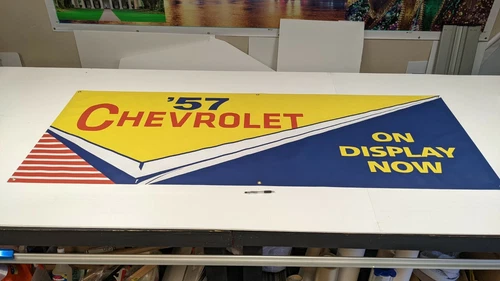 '57
CHEVROLET
ON
DISPLAY
NOW